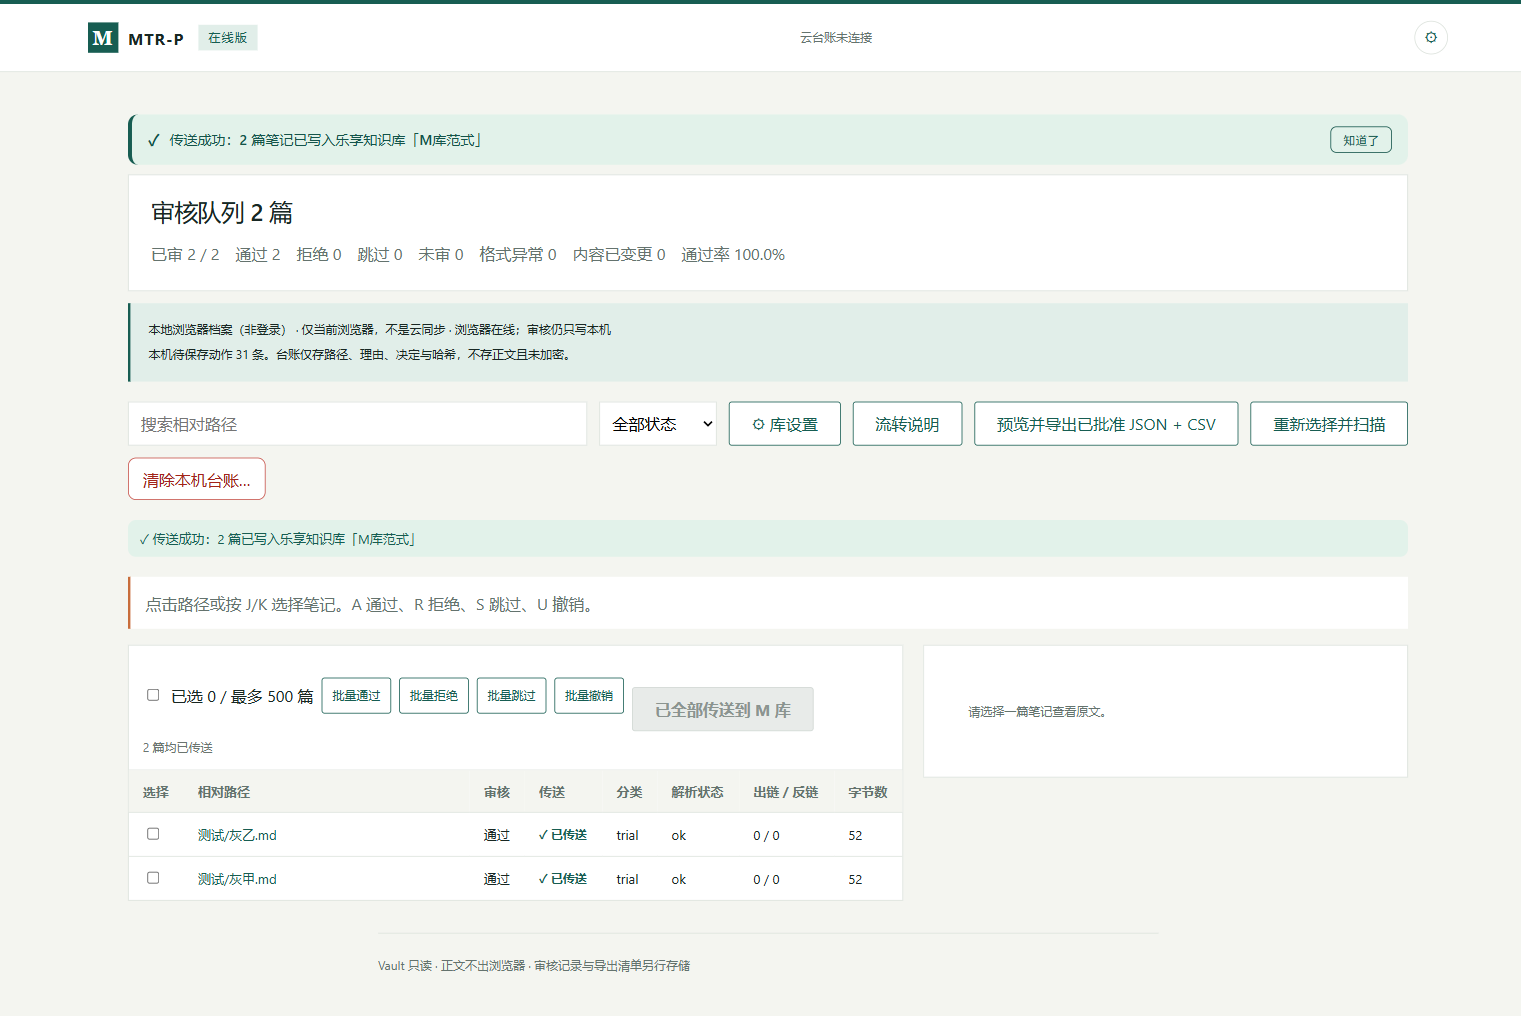 M MTR-P 在线版 云台账未连接 ⚙
✓ 传送成功：2 篇笔记已写入乐享知识库「M库范式」 知道了
审核队列 2 篇
已审 2 / 2 通过 2 拒绝 0 跳过 0 未审 0 格式异常 0 内容已变更 0 通过率 100.0%
本地浏览器档案（非登录） · 仅当前浏览器，不是云同步 · 浏览器在线；审核仍只写本机
本机待保存动作 31 条。台账仅存路径、理由、决定与哈希，不存正文且未加密。
搜索相对路径 全部状态 ⚙ 库设置 流转说明 预览并导出已批准 JSON + CSV 重新选择并扫描
清除本机台账...
✓ 传送成功：2 篇已写入乐享知识库「M库范式」
点击路径或按 J/K 选择笔记。A 通过、R 拒绝、S 跳过、U 撤销。
已选 0 / 最多 500 篇 批量通过 批量拒绝 批量跳过 批量撤销 已全部传送到 M 库
2 篇均已传送
请选择一篇笔记查看原文。
选择 相对路径 审核 传送 分类 解析状态 出链 / 反链 字节数
测试/灰乙.md 通过 ✓ 已传送 trial ok 0 / 0 52
测试/灰甲.md 通过 ✓ 已传送 trial ok 0 / 0 52
Vault 只读 · 正文不出浏览器 · 审核记录与导出清单另行存储